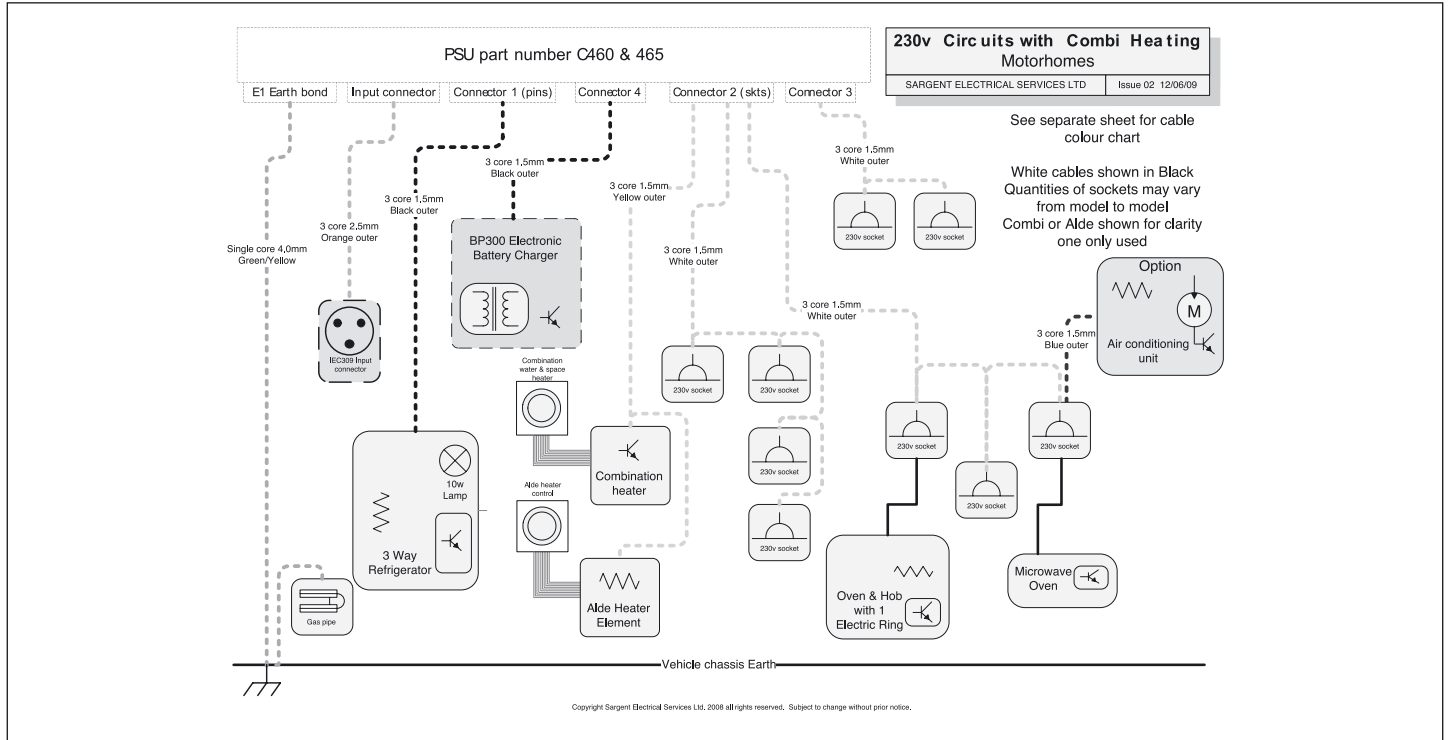 PSU part number C460 & 465
230v Circuits with Combi Heating
Motorhomes
SARGENT ELECTRICAL SERVICES LTD
Issue 02 12/06/09
E1 Earth bond
Input connector
Connector 1 (pins)
Connector 4
Connector 2 (skts)
Connector 3
See separate sheet for cable
colour chart
White cables shown in Black
Quantities of sockets may vary
from model to model
Combi or Alde shown for clarity
one only used
3 core 1.5mm
Black outer
3 core 1.5mm
White outer
3 core 1.5mm
Yellow outer
3 core 1.5mm
Black outer
3 core 2.5mm
Orange outer
Single core 4.0mm
Green/Yellow
3 core 1.5mm
White outer
230v socket
230v socket
BP300 Electronic
Battery Charger
Option
M
Air conditioning
unit
3 core 1.5mm
White outer
3 core 1.5mm
Blue outer
IEC309 Input
connector
Combination
water & space
heater
230v socket
230v socket
230v socket
230v socket
230v socket
230v socket
230v socket
Combination
heater
10w
Lamp
3 Way
Refrigerator
Alde heater
control
Alde Heater
Element
Gas pipe
Oven & Hob
with 1
Electric Ring
Microwave
Oven
Vehicle chassis Earth
Copyright Sargent Electrical Services Ltd. 2008 all rights reserved. Subject to change without prior notice.